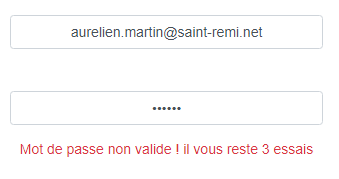 aurelien.martin@saint-remi.net
••••••
Mot de passe non valide ! il vous reste 3 essais